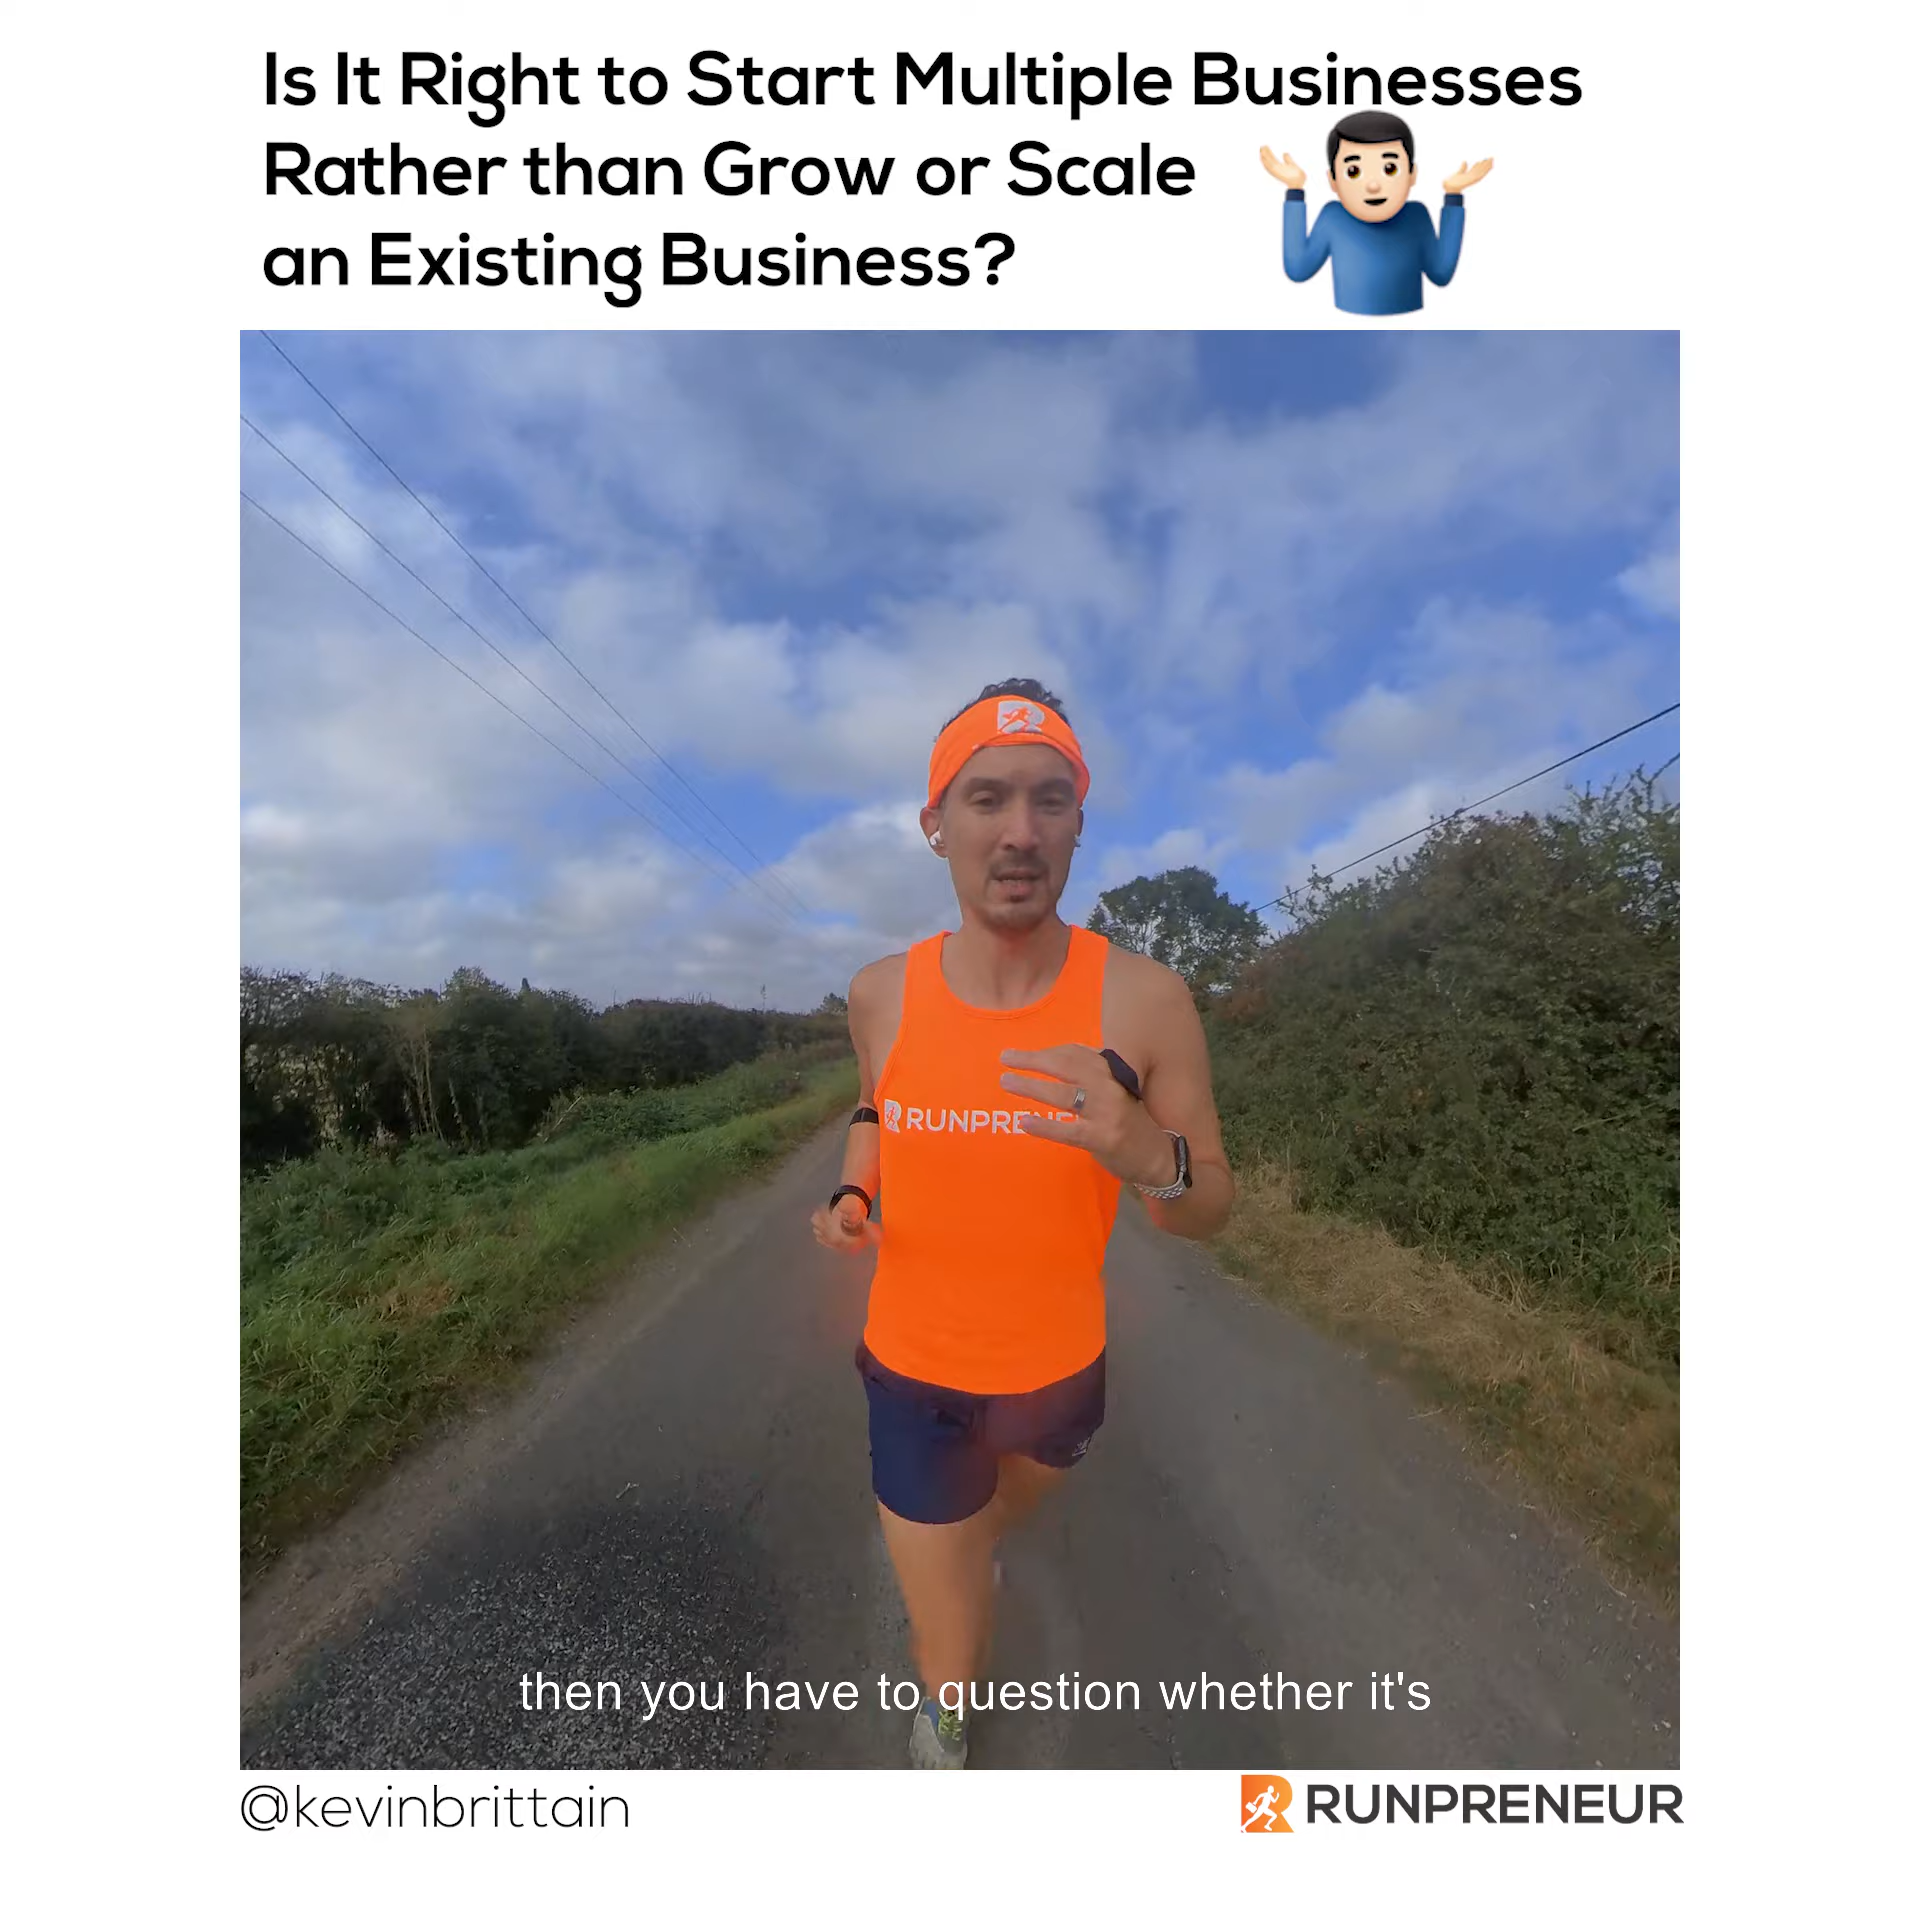 Is It Right to Start Multiple Businesses
Rather than Grow or Scale
an Existing Business?
RUNPRENE
then you have to question whether it's
@kevinbrittain
RUNPRENEUR